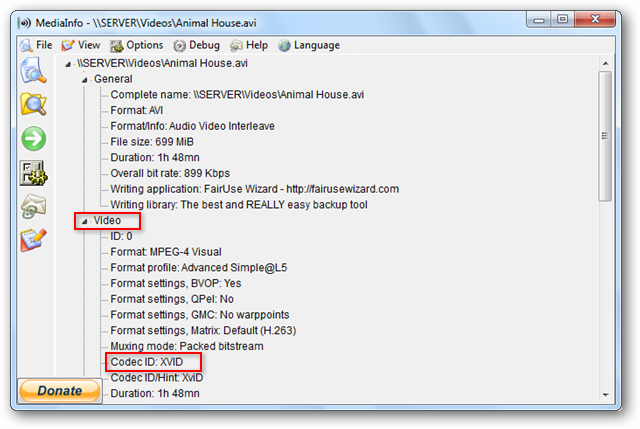 MediaInfo - \\SERVER\Videos\Animal House.avi
File View Options Debug Help Language
\\SERVER\Videos\Animal House.avi
General
Complete name: \\SERVER\Videos\Animal House.avi
Format: AVI
Format/Info: Audio Video Interleave
File size: 699 MiB
Duration: 1h 48mn
Overall bit rate: 899 Kbps
Writing application: FairUse Wizard - http://fairusewizard.com
Writing library: The best and REALLY easy backup tool
Video
ID: 0
Format: MPEG-4 Visual
Format profile: Advanced Simple@L5
Format settings, BVOP: Yes
Format settings, QPel: No
Format settings, GMC: No warppoints
Format settings, Matrix: Default (H.263)
Muxing mode: Packed bitstream
Codec ID: XVID
Codec ID/Hint: XviD
Duration: 1h 48mn
Donate